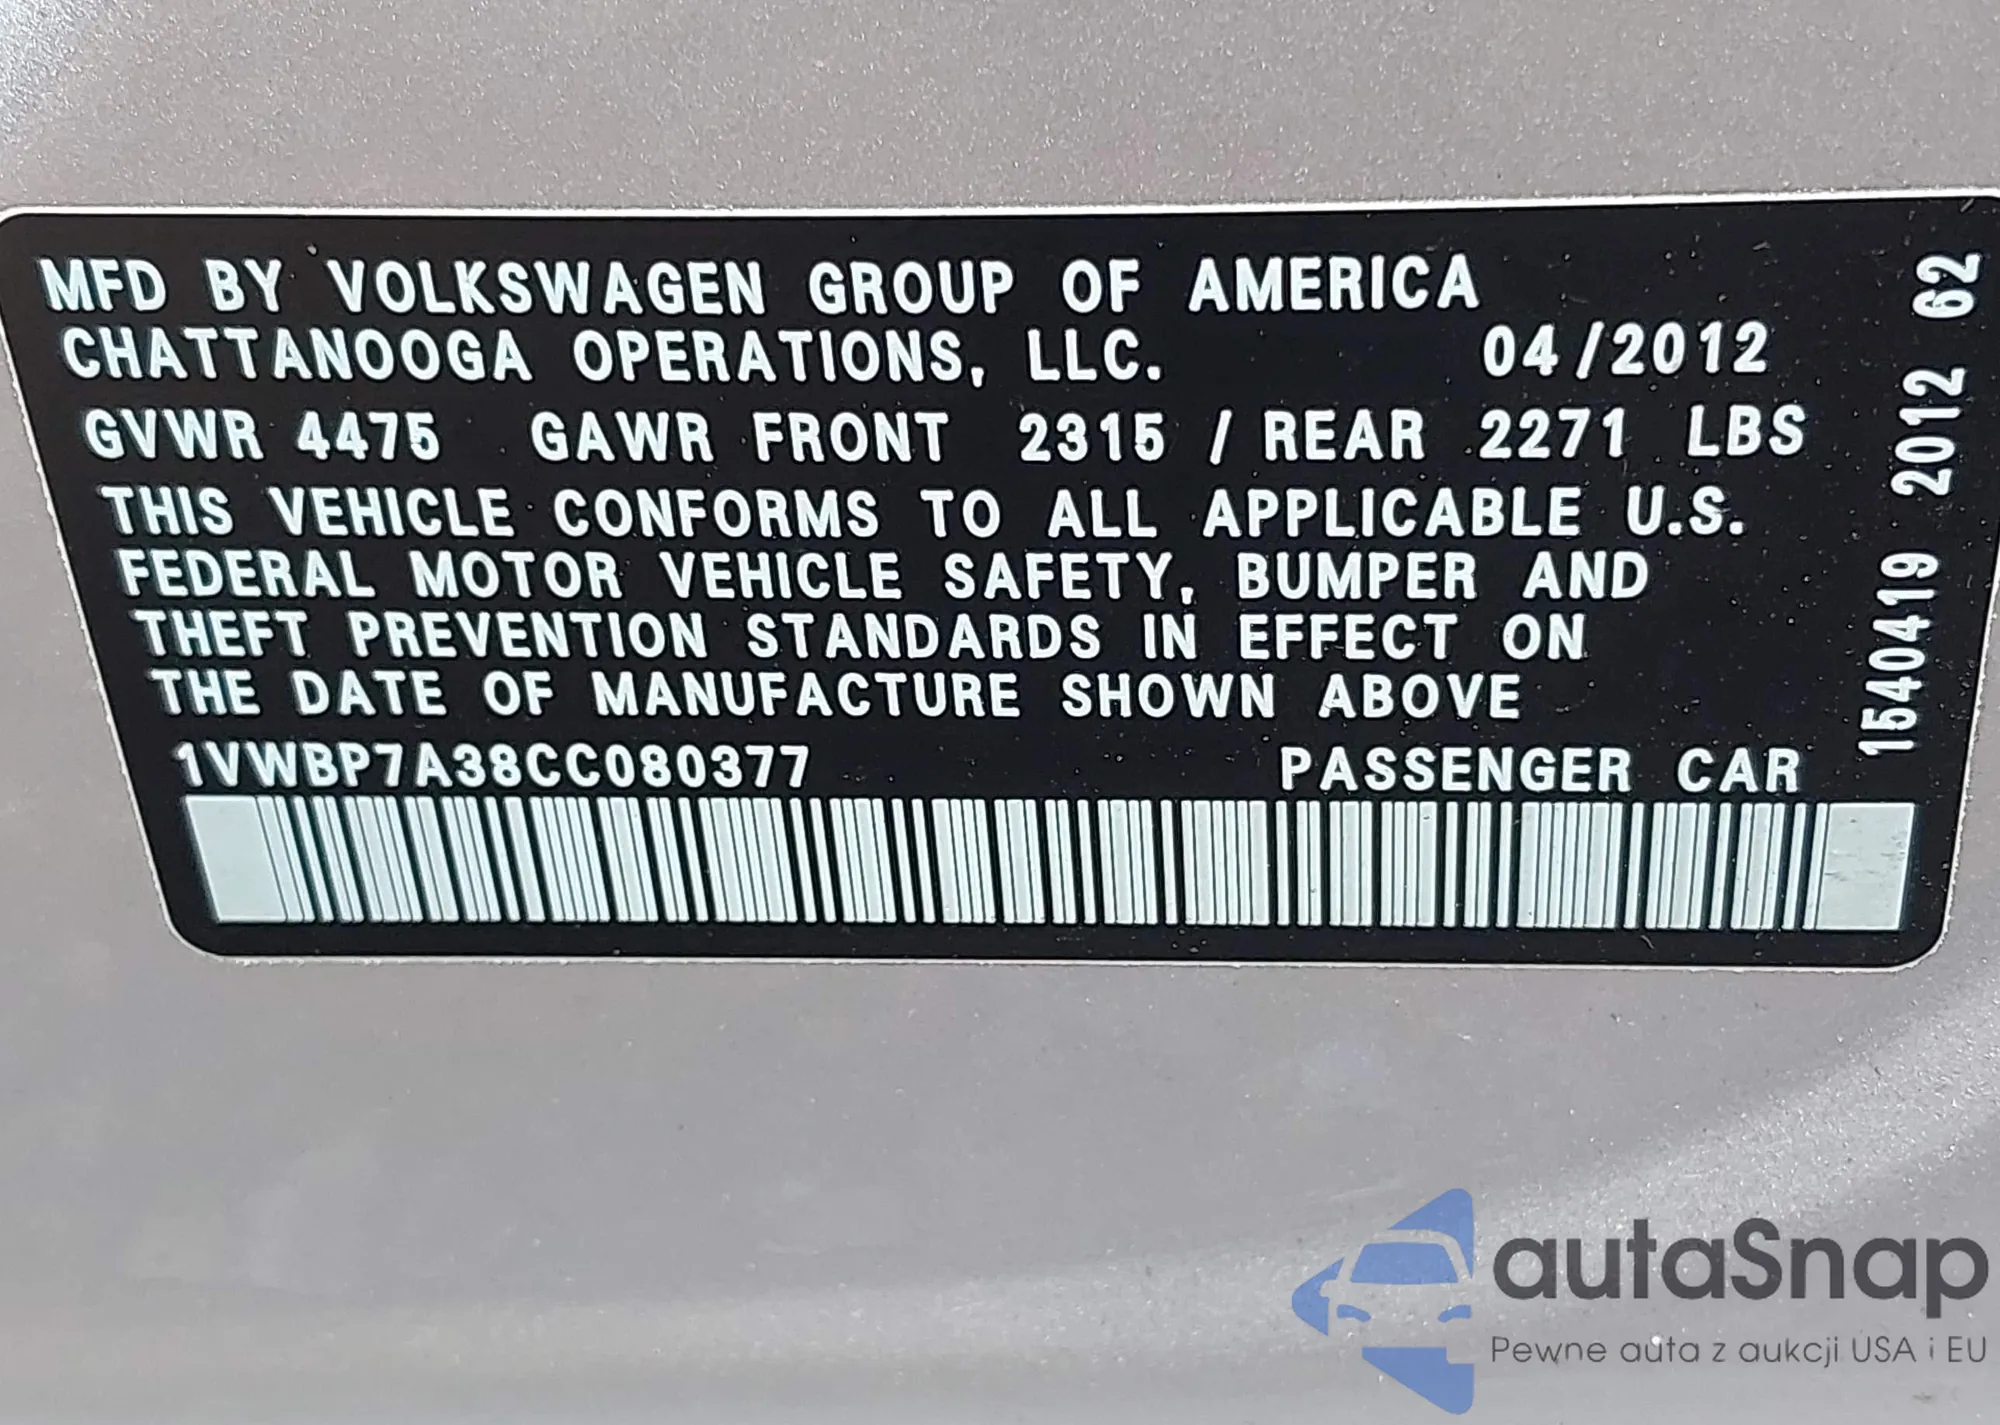 MFD BY VOLKSWAGEN GROUP OF AMERICA
CHATTANOOGA OPERATIONS, LLC. 04/2012
GVWR 4475 GAWR FRONT 2315 / REAR 2271 LBS
THIS VEHICLE CONFORMS TO ALL APPLICABLE U.S.
FEDERAL MOTOR VEHICLE SAFETY, BUMPER AND
THEFT PREVENTION STANDARDS IN EFFECT ON
THE DATE OF MANUFACTURE SHOWN ABOVE
1VWBP7A38CC080377 PASSENGER CAR
1540419 2012 62
autaSnap
Pewne auta z aukcji USA i EU